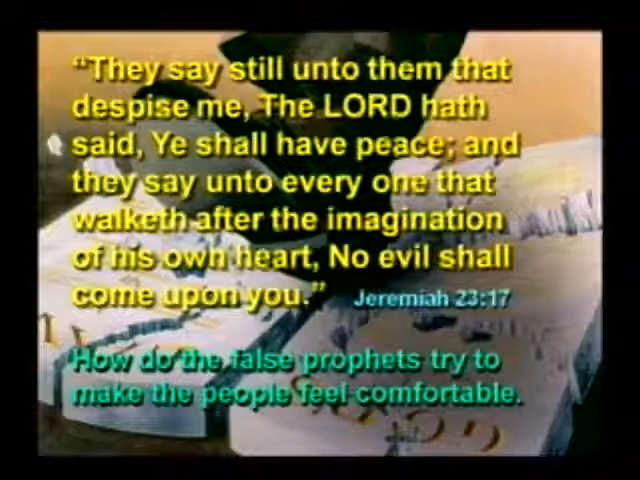 “They say still unto them that
despise me, The LORD hath
said, Ye shall have peace; and
they say unto every one that
walketh after the imagination
of his own heart, No evil shall
come upon you.” Jeremiah 23:17
How do the false prophets try to
make the people feel comfortable.